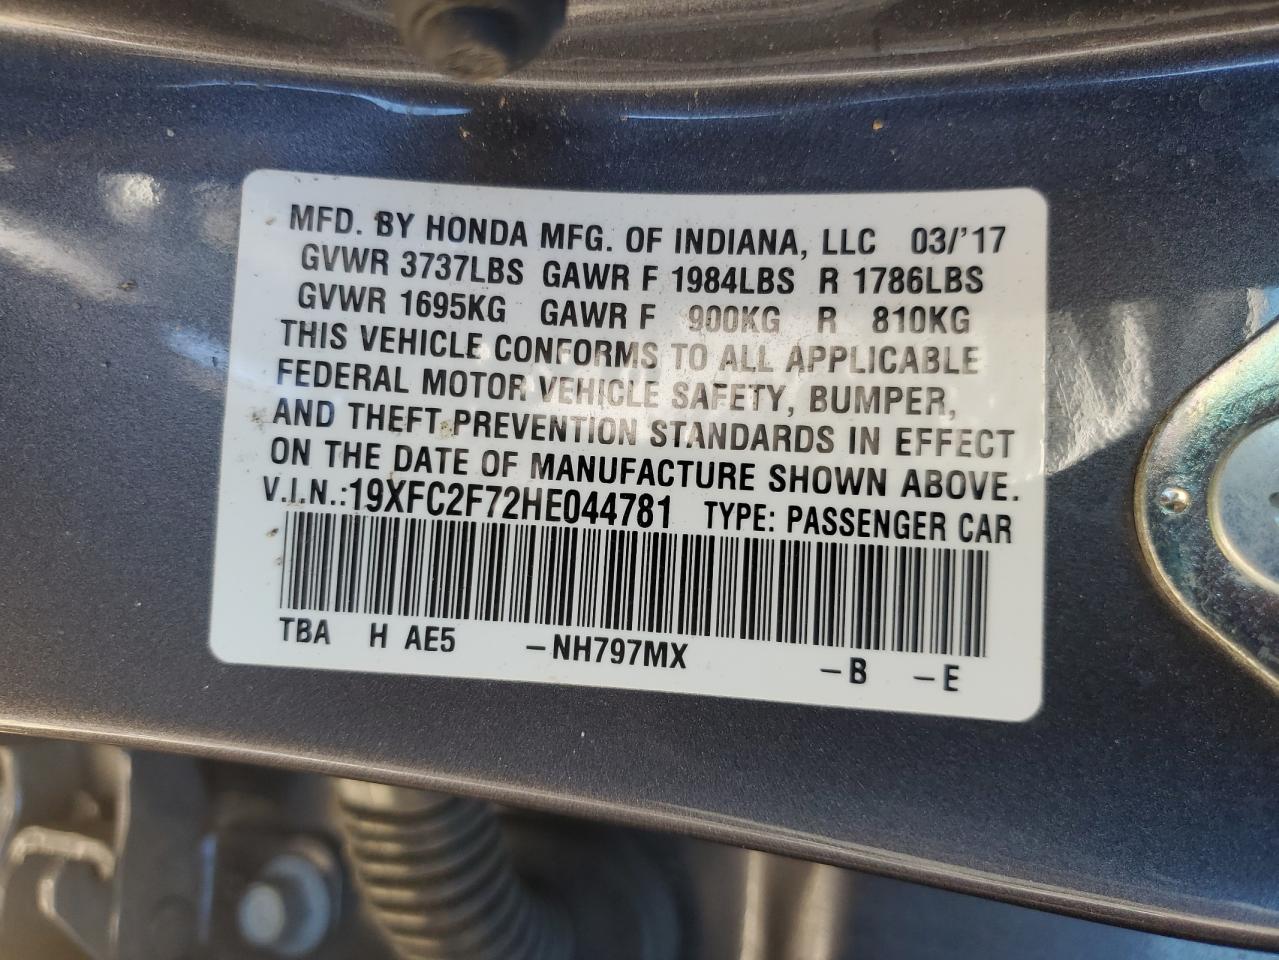 MFD. BY HONDA MFG. OF INDIANA, LLC 03/'17
GVWR 3737LBS GAWR F 1984LBS R 1786LBS
GVWR 1695KG GAWR F 900KG R 810KG
THIS VEHICLE CONFORMS TO ALL APPLICABLE
FEDERAL MOTOR VEHICLE SAFETY, BUMPER,
AND THEFT PREVENTION STANDARDS IN EFFECT
ON THE DATE OF MANUFACTURE SHOWN ABOVE.
V.I.N.:19XFC2F72HE044781 TYPE: PASSENGER CAR
TBA H AE5 –NH797MX –B –E